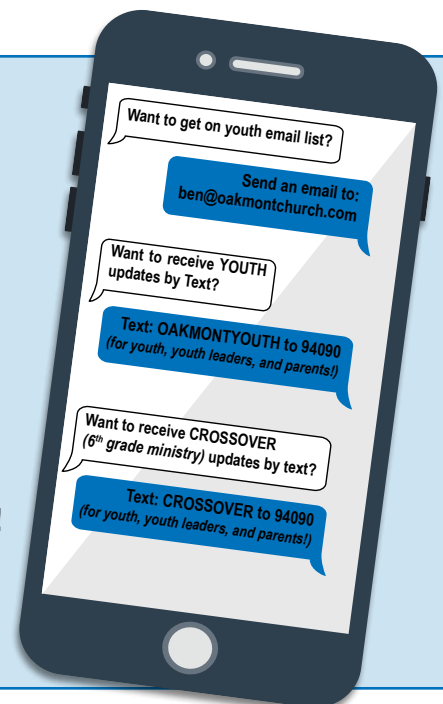 Want to get on youth email list?
Send an email to:
ben@oakmontchurch.com
Want to receive YOUTH
updates by Text?
Text: OAKMONTYOUTH to 94090
(for youth, youth leaders, and parents!)
Want to receive CROSSOVER
(6th grade ministry) updates by text?
Text: CROSSOVER to 94090
(for youth, youth leaders, and parents!)
!